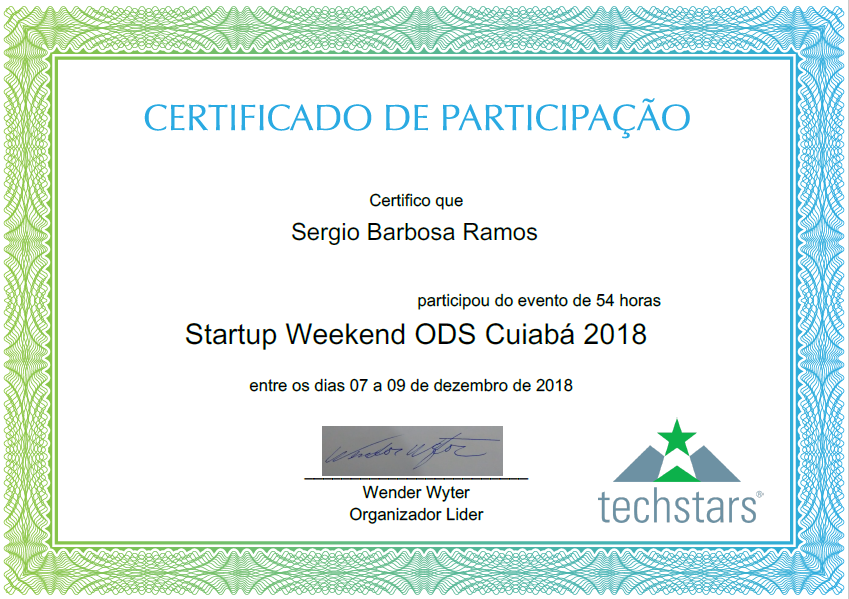 CERTIFICADO DE PARTICIPAÇÃO
Certifico que
Sergio Barbosa Ramos
participou do evento de 54 horas
Startup Weekend ODS Cuiabá 2018
entre os dias 07 a 09 de dezembro de 2018
Wender Wyter
Wender Wyter
Organizador Lider
techstars®